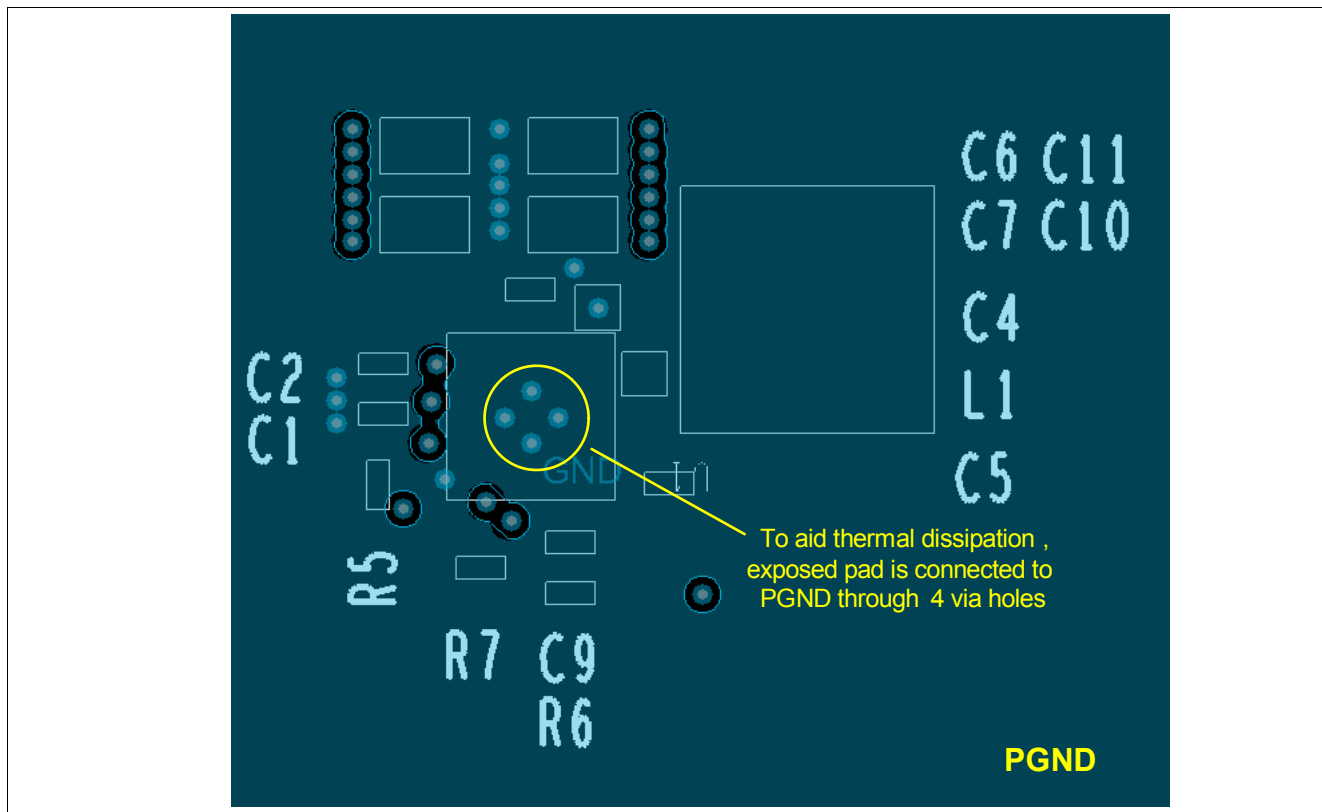 C6 C11
C7 C10
C4
L1
C5
C2
C1
GND
To aid thermal dissipation ,
exposed pad is connected to
PGND through 4 via holes
R5
R7 C9
R6
PGND